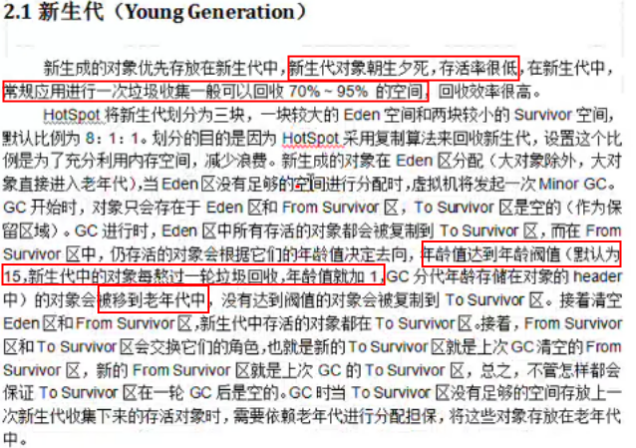 2.1 新生代（Young Generation）
新生成的对象优先存放在新生代中,新生代对象朝生夕死,存活率很低,在新生代中,
常规应用进行一次垃圾收集一般可以回收 70% ~ 95% 的空间，回收效率很高。
HotSpot 将新生代划分为三块，一块较大的 Eden 空间和两块较小的 Survivor 空间，
默认比例为 8：1：1。划分的目的是因为 HotSpot 采用复制算法来回收新生代，设置这个比
例是为了充分利用内存空间，减少浪费。新生成的对象在 Eden 区分配（大对象除外，大对
象直接进入老年代）,当 Eden 区没有足够的空间进行分配时,虚拟机将发起一次 Minor GC。
GC 开始时，对象只会存在于 Eden 区和 From Survivor 区，To Survivor 区是空的（作为保
留区域）。GC 进行时，Eden 区中所有存活的对象都会被复制到 To Survivor 区,而在 From
Survivor 区中，仍存活的对象会根据它们的年龄值决定去向，年龄值达到年龄阀值（默认为
15,新生代中的对象每熬过一轮垃圾回收,年龄值就加 1,GC 分代年龄存储在对象的 header
中）的对象会被移到老年代中，没有达到阀值的对象会被复制到 To Survivor 区。接着清空
Eden 区和 From Survivor 区,新生代中存活的对象都在 To Survivor 区。接着，From Survivor
区和 To Survivor 区会交换它们的角色,也就是新的 To Survivor 区就是上次 GC 清空的 From
Survivor 区，新的 From Survivor 区就是上次 GC 的 To Survivor 区，总之，不管怎样都会
保证 To Survivor 区在一轮 GC 后是空的。GC 时当 To Survivor 区没有足够的空间存放上一
次新生代收集下来的存活对象时，需要依赖老年代进行分配担保，将这些对象存放在老年代
中。